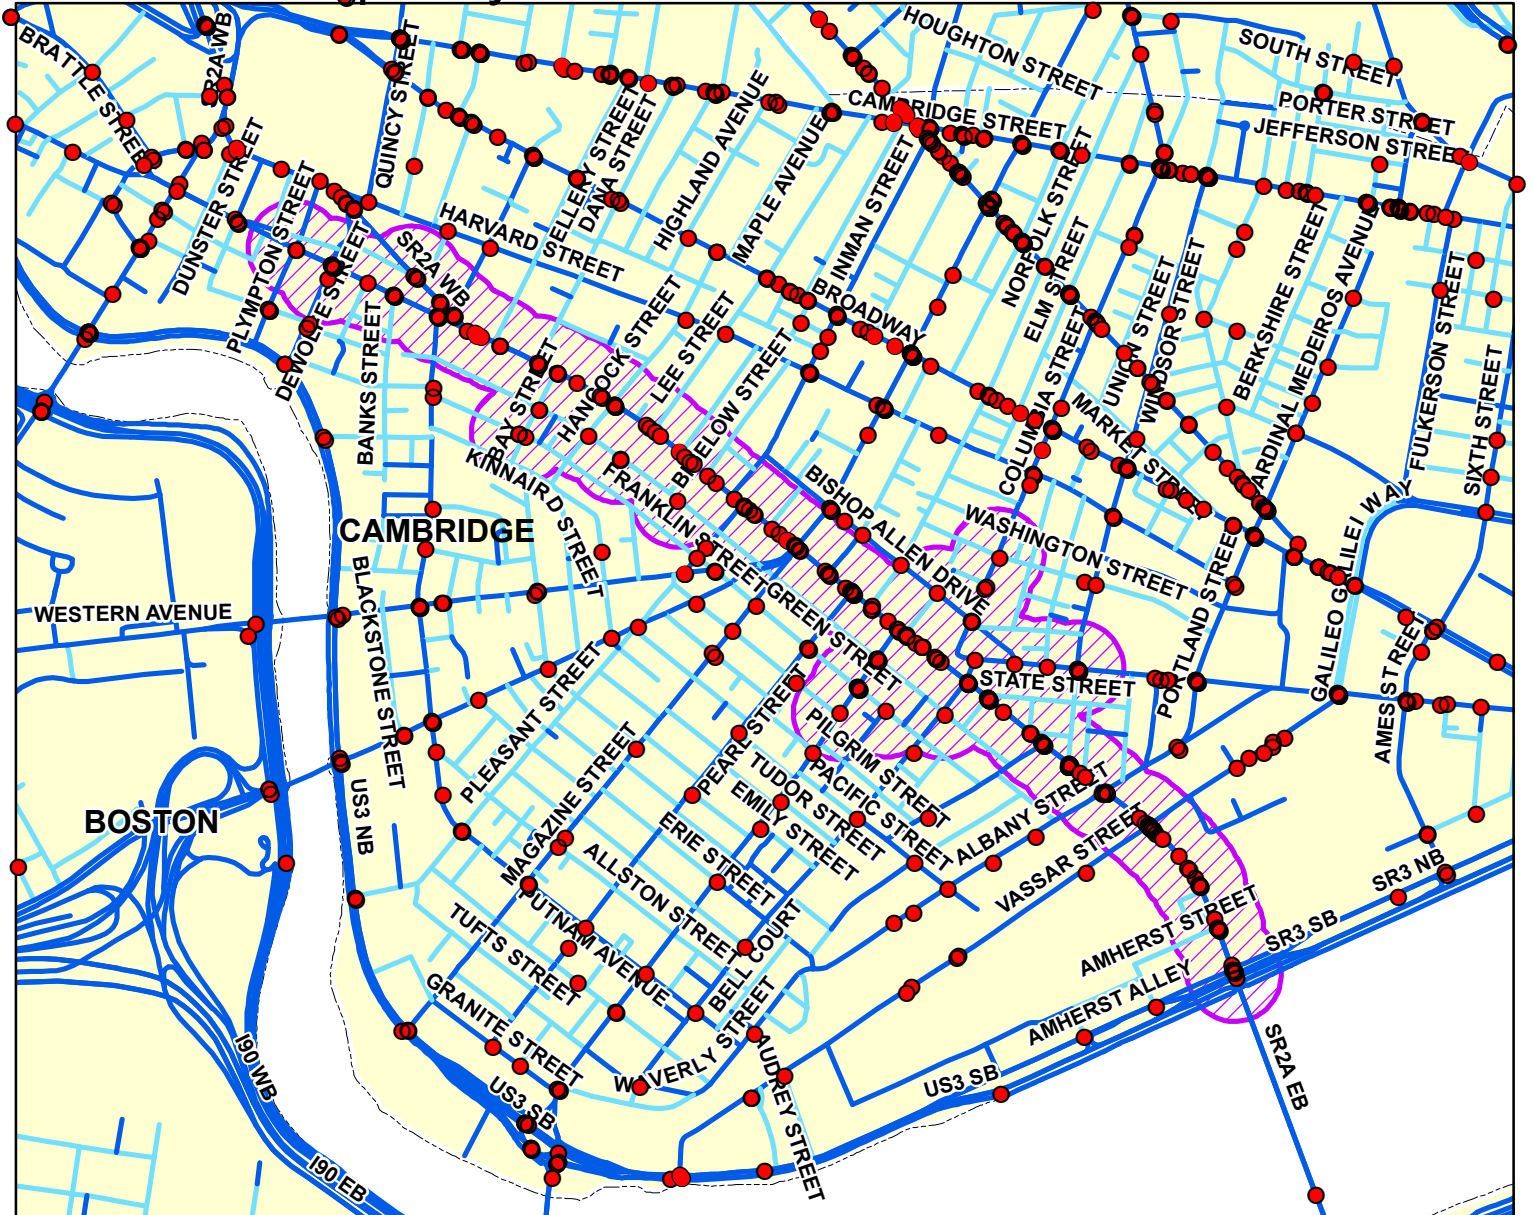 HOUGHTON STREET
SOUTH STREET
BRATTLE STREET
SR2A WB
QUINCY STREET
PORTER STREET
CAMBRIDGE STREET
JEFFERSON STREET
HIGHLAND AVENUE
ELLERY STREET
DANA STREET
MAPLE AVENUE
DUNSTER STREET
PLYMPTON STREET
INMAN STREET
NORFOLK STREET
HARVARD STREET
SR2A WB
DEWOLFE STREET
BANKS STREET
BROADWAY
ELM STREET
UNION STREET
WINDSOR STREET
BERKSHIRE STREET
CARDINAL MEDEIROS AVENUE
FULKERSON STREET
SIXTH STREET
HANCOCK STREET
LEE STREET
BAY STREET
BIGELOW STREET
COLUMBIA STREET
MARKET STREET
KINNAIRD STREET
FRANKLIN STREET
BISHOP ALLEN DRIVE
WASHINGTON STREET
CAMBRIDGE
WESTERN AVENUE
BLACKSTONE STREET
GREEN STREET
PORTLAND STREET
GALILEO GALILEI WAY
AMES STREET
STATE STREET
PLEASANT STREET
PEARL STREET
PILGRIM STREET
PACIFIC STREET
TUDOR STREET
EMILY STREET
MAGAZINE STREET
ERIE STREET
ALBANY STREET
VASSAR STREET
BOSTON
US3 NB
ALLSTON STREET
PUTNAM AVENUE
TUFTS STREET
BELL COURT
SR3 NB
SR3 SB
AMHERST STREET
AMHERST ALLEY
GRANITE STREET
WAVERLY STREET
AUDREY STREET
US3 SB
US3 SB
SR2A EB
I90 WB
I90 EB